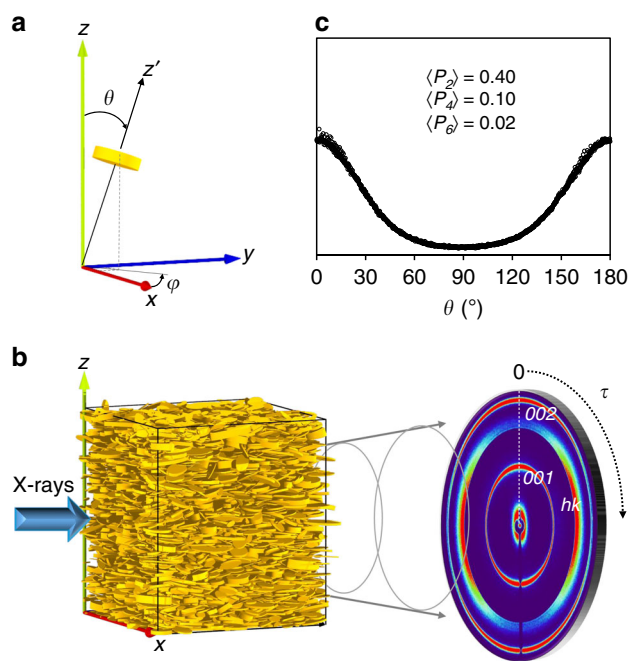 a
z
z'
θ
y
x
φ
c
⟨P₂⟩ = 0.40
⟨P₄⟩ = 0.10
⟨P₆⟩ = 0.02
0 30 60 90 120 150 180
θ (°)
b
z
X-rays
x
0
τ
002
001
hk